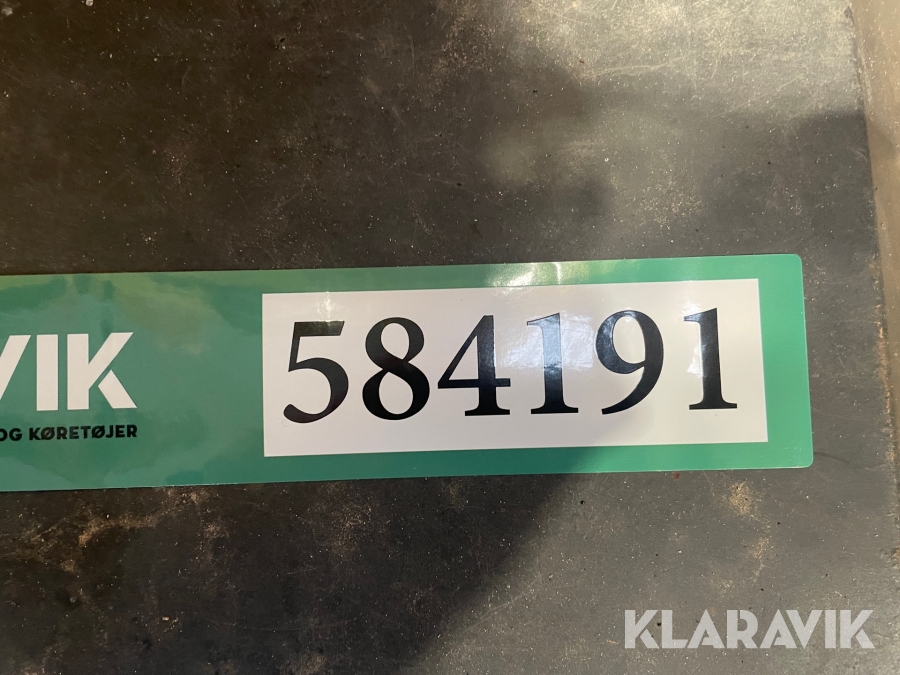 VIK
OG KØRETØJER
584191
KLARAVIK